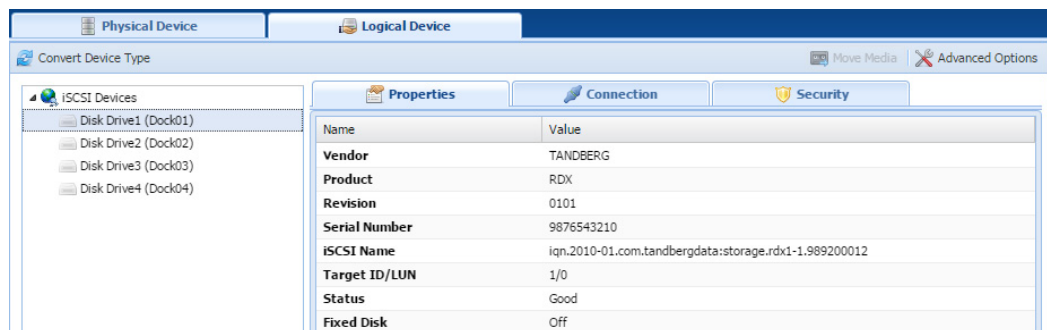 Physical Device
Logical Device
Convert Device Type
Move Media
Advanced Options
iSCSI Devices
Disk Drive1 (Dock01)
Disk Drive2 (Dock02)
Disk Drive3 (Dock03)
Disk Drive4 (Dock04)
Properties
Connection
Security
Name Value
Vendor TANDBERG
Product RDX
Revision 0101
Serial Number 9876543210
iSCSI Name iqn.2010-01.com.tandbergdata:storage.rdx1-1.989200012
Target ID/LUN 1/0
Status Good
Fixed Disk Off